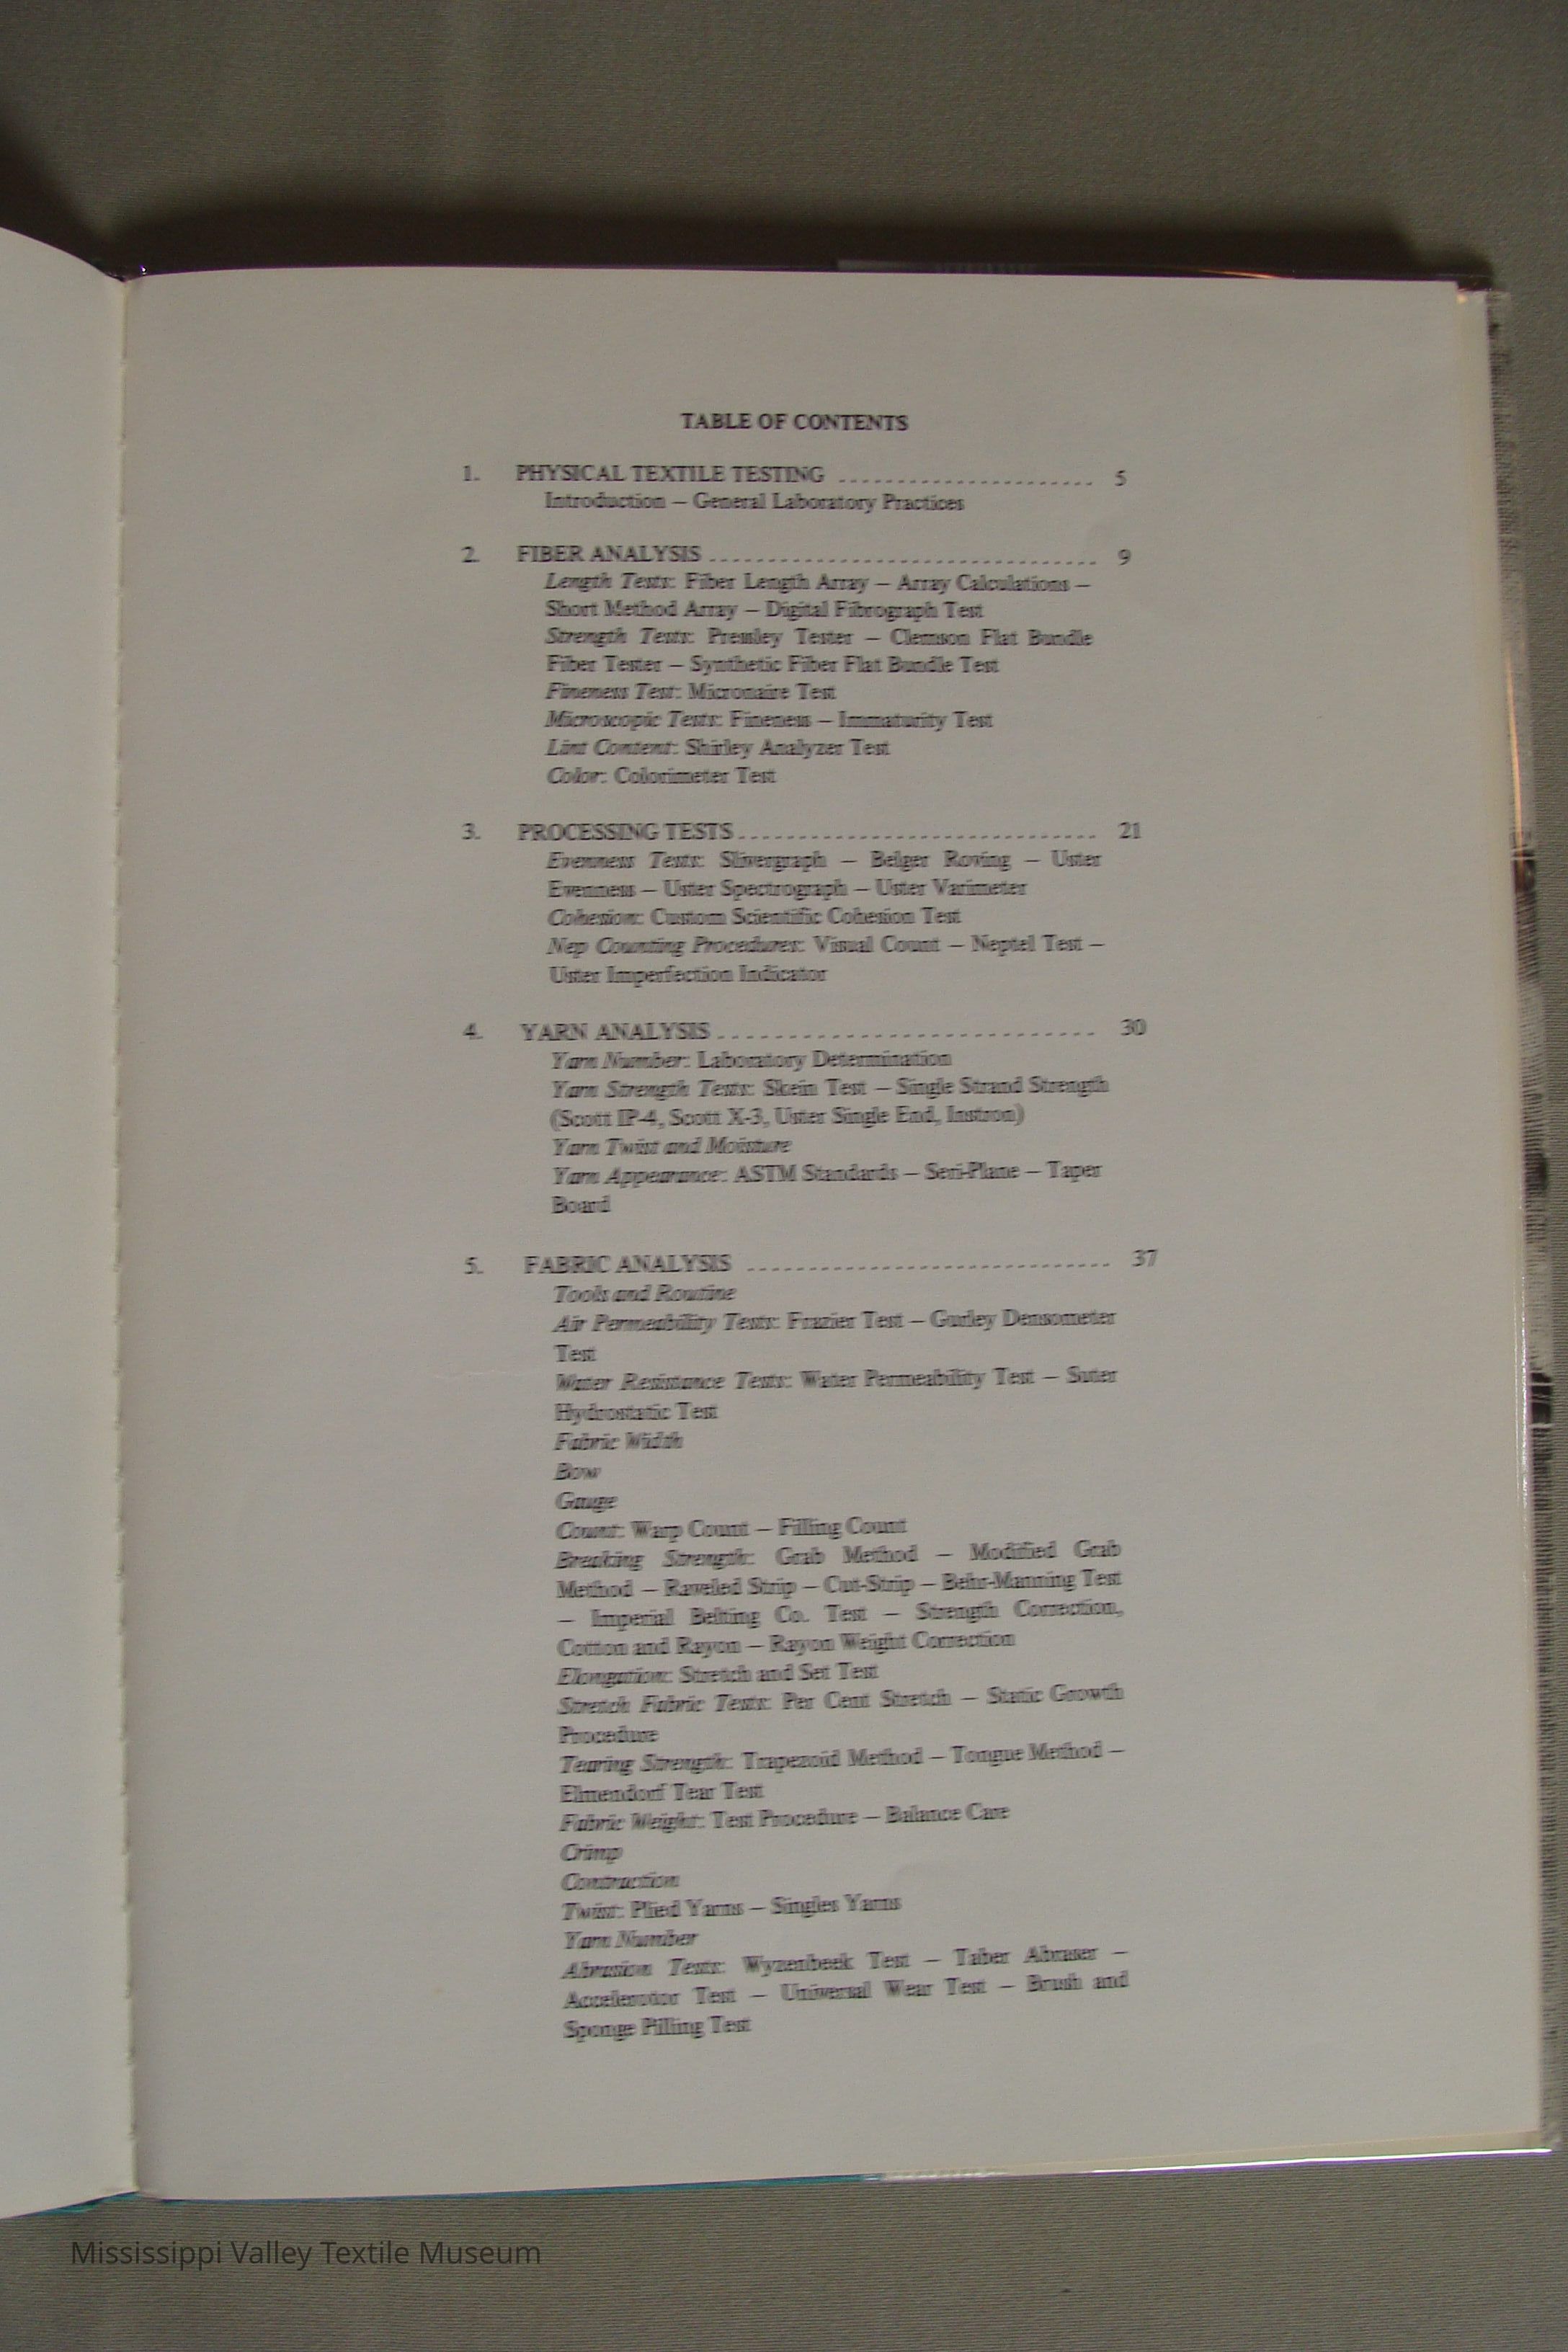 TABLE OF CONTENTS
1. PHYSICAL TEXTILE TESTING ...................... 5
Introduction – General Laboratory Practices
2. FIBER ANALYSIS ................................. 9
Length Tests: Fiber Length Array – Array Calculations –
Short Method Array – Digital Fibrograph Test
Strength Tests: Pressley Tester – Clemson Flat Bundle
Fiber Tester – Synthetic Fiber Flat Bundle Test
Fineness Test: Micronaire Test
Microscopic Tests: Fineness – Immaturity Test
Lint Content: Shirley Analyzer Test
Color: Colorimeter Test
3. PROCESSING TESTS .............................. 21
Evenness Tests: Slivergraph – Belger Roving – Uster
Evenness – Uster Spectrograph – Uster Varimeter
Cohesion: Custom Scientific Cohesion Test
Nep Counting Procedures: Visual Count – Neptel Test –
Uster Imperfection Indicator
4. YARN ANALYSIS ................................ 30
Yarn Number: Laboratory Determination
Yarn Strength Tests: Skein Test – Single Strand Strength
(Scott IP-4, Scott X-3, Uster Single End, Instron)
Yarn Twist and Moisture
Yarn Appearance: ASTM Standards – Seri-Plane – Taper
Board
5. FABRIC ANALYSIS ............................... 37
Tools and Routine
Air Permeability Tests: Frazier Test – Gurley Densometer
Test
Water Resistance Tests: Water Permeability Test – Suter
Hydrostatic Test
Fabric Width
Bow
Gauge
Count: Warp Count – Filling Count
Breaking Strength: Grab Method – Modified Grab
Method – Raveled Strip – Cut-Strip – Behr-Manning Test
– Imperial Belting Co. Test – Strength Correction,
Cotton and Rayon – Rayon Weight Correction
Elongation: Stretch and Set Test
Stretch Fabric Tests: Per Cent Stretch – Static Growth
Procedure
Tearing Strength: Trapezoid Method – Tongue Method –
Elmendorf Tear Test
Fabric Weight: Test Procedure – Balance Care
Crimp
Contruction
Twist: Plied Yarns – Singles Yarns
Yarn Number
Abrasion Tests: Wyzenbeek Test – Taber Abraser –
Accelerotor Test – Universal Wear Test – Brush and
Sponge Pilling Test
Mississippi Valley Textile Museum